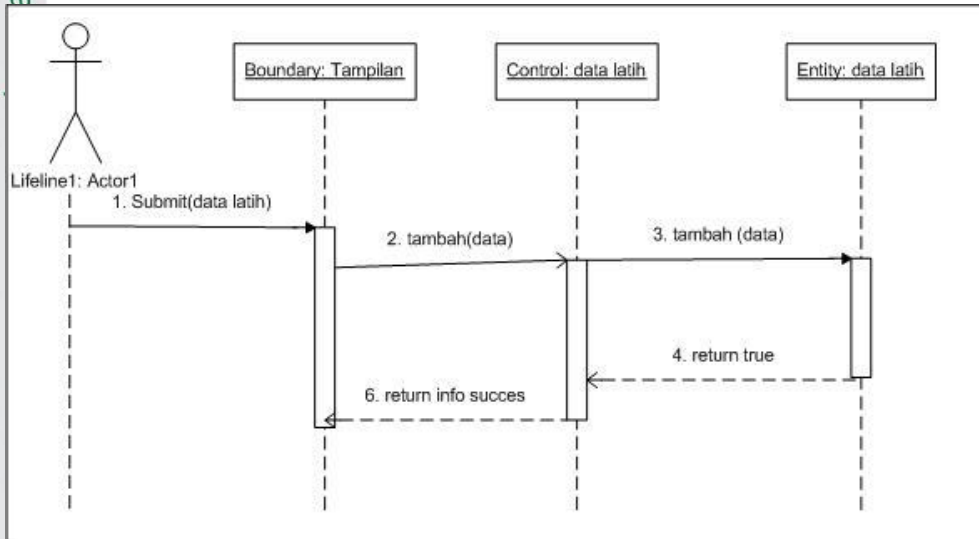 Boundary: Tampilan
Control: data latih
Entity: data latih
Lifeline1: Actor1
1. Submit(data latih)
2. tambah(data)
3. tambah (data)
4. return true
6. return info succes